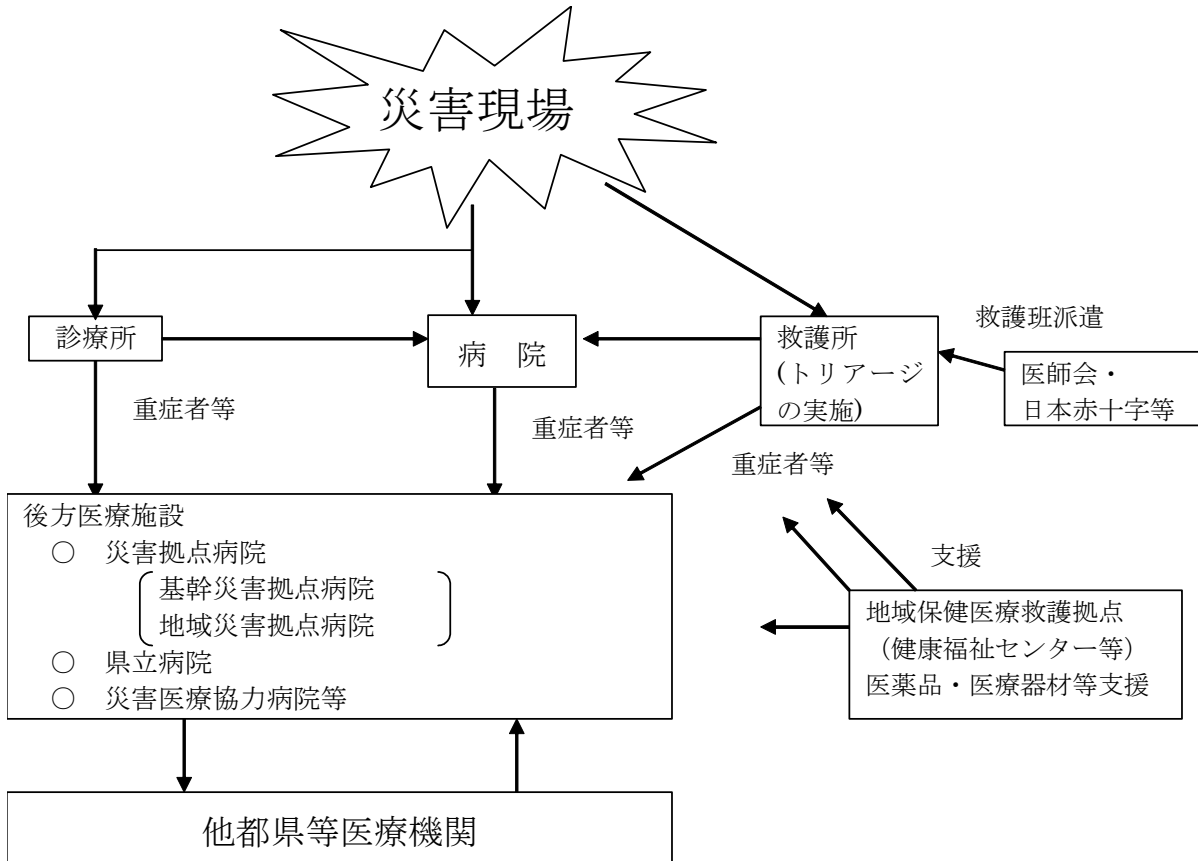 災害現場
診療所
病　院
救護所
(トリアージ
の実施)
救護班派遣
医師会・
日本赤十字等
重症者等
重症者等
重症者等
後方医療施設
○　災害拠点病院
基幹災害拠点病院
地域災害拠点病院
○　県立病院
○　災害医療協力病院等
支援
地域保健医療救護拠点
（健康福祉センター等）
医薬品・医療器材等支援
他都県等医療機関